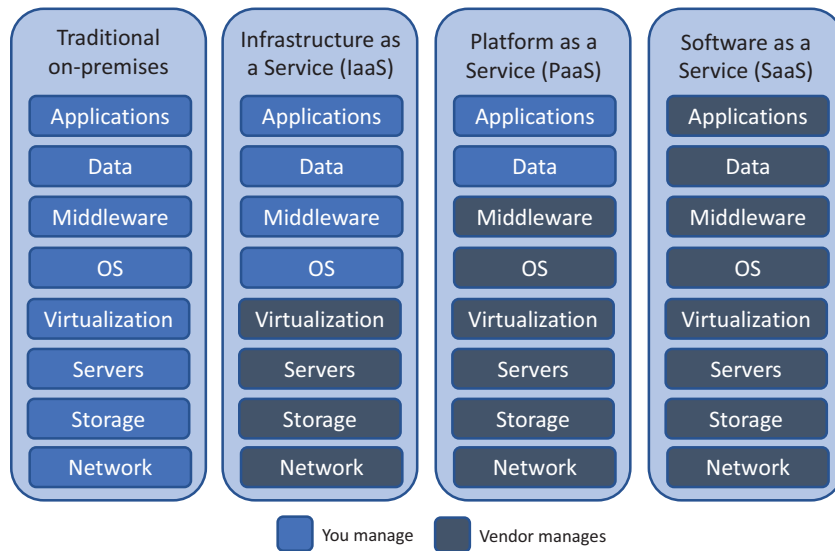 Traditional
on-premises
Applications
Data
Middleware
OS
Virtualization
Servers
Storage
Network
Infrastructure as
a Service (IaaS)
Applications
Data
Middleware
OS
Virtualization
Servers
Storage
Network
Platform as a
Service (PaaS)
Applications
Data
Middleware
OS
Virtualization
Servers
Storage
Network
Software as a
Service (SaaS)
Applications
Data
Middleware
OS
Virtualization
Servers
Storage
Network
You manage
Vendor manages